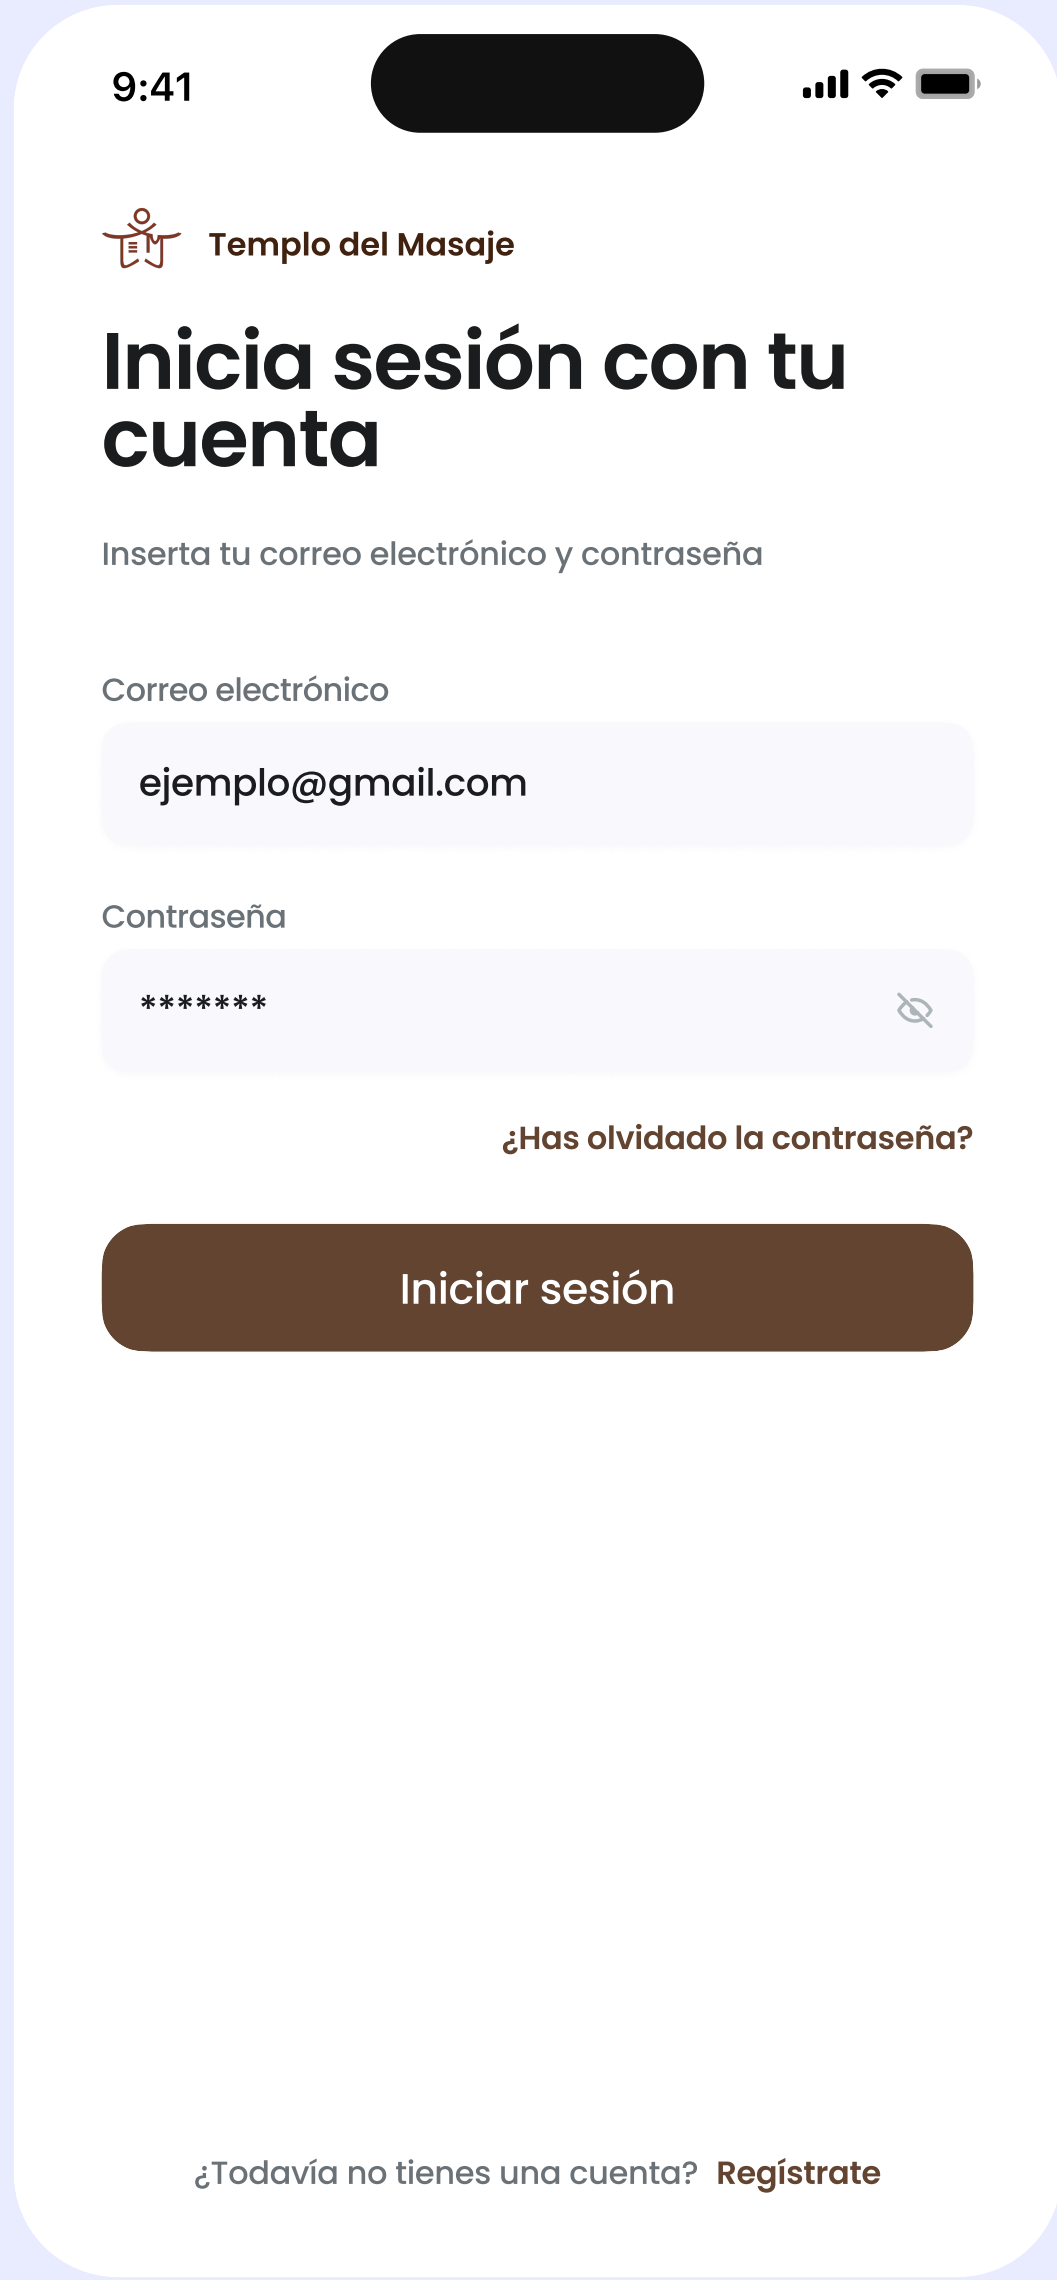 9:41
Templo del Masaje
Inicia sesión con tu
cuenta
Inserta tu correo electrónico y contraseña
Correo electrónico
ejemplo@gmail.com
Contraseña
*******
¿Has olvidado la contraseña?
Iniciar sesión
¿Todavía no tienes una cuenta? Regístrate